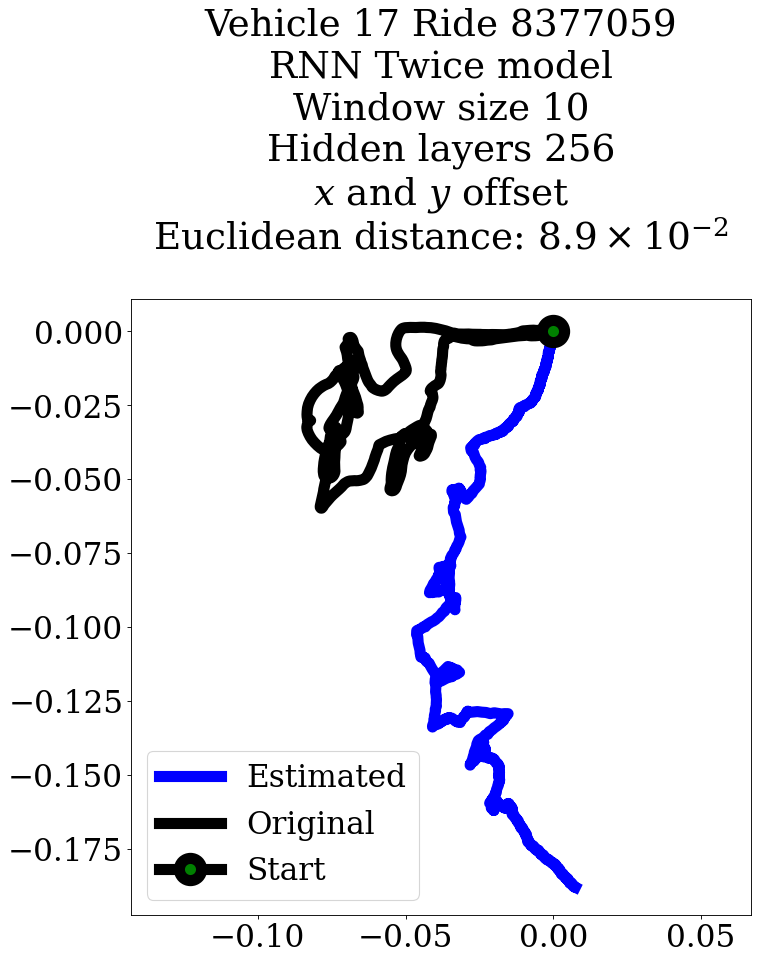 Vehicle 17 Ride 8377059
RNN Twice model
Window size 10
Hidden layers 256
x and y offset
Euclidean distance: 8.9 × 10⁻²
0.000
−0.025
−0.050
−0.075
−0.100
−0.125
−0.150
−0.175
Estimated
Original
Start
−0.10 −0.05 0.00 0.05